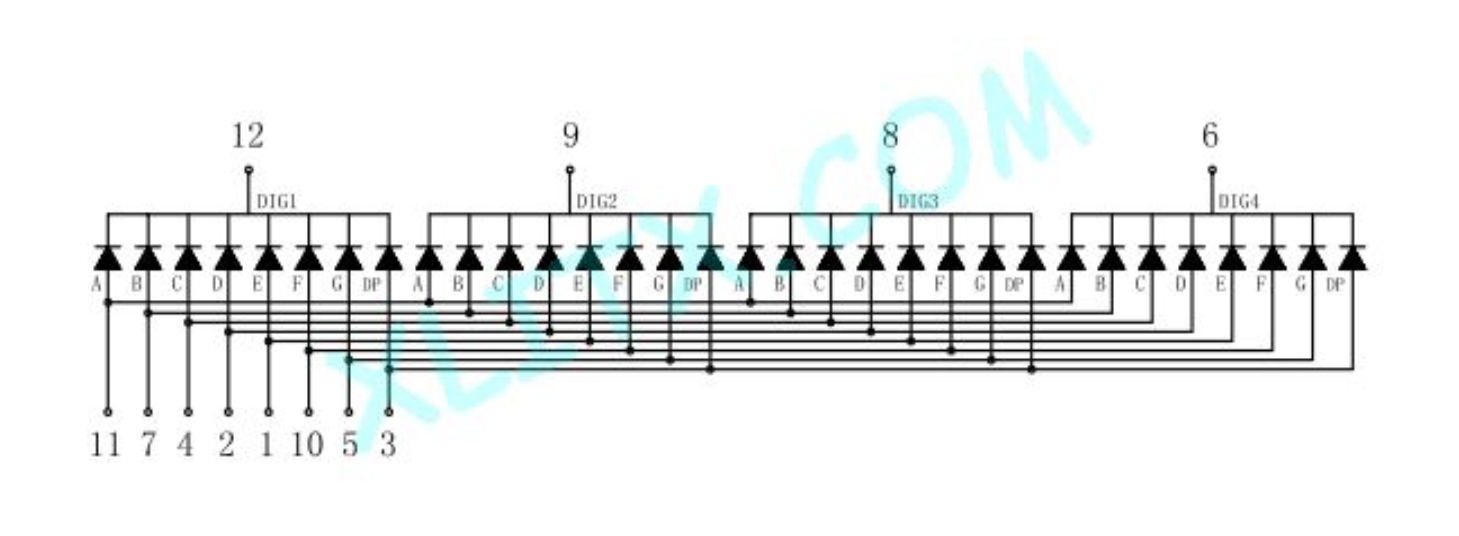 12 9 8 6
DIG1 DIG2 DIG3 DIG4
A B C D E F G DP A B C D E F G DP A B C D E F G DP A B C D E F G DP
11 7 4 2 1 10 5 3
XLITX.COM